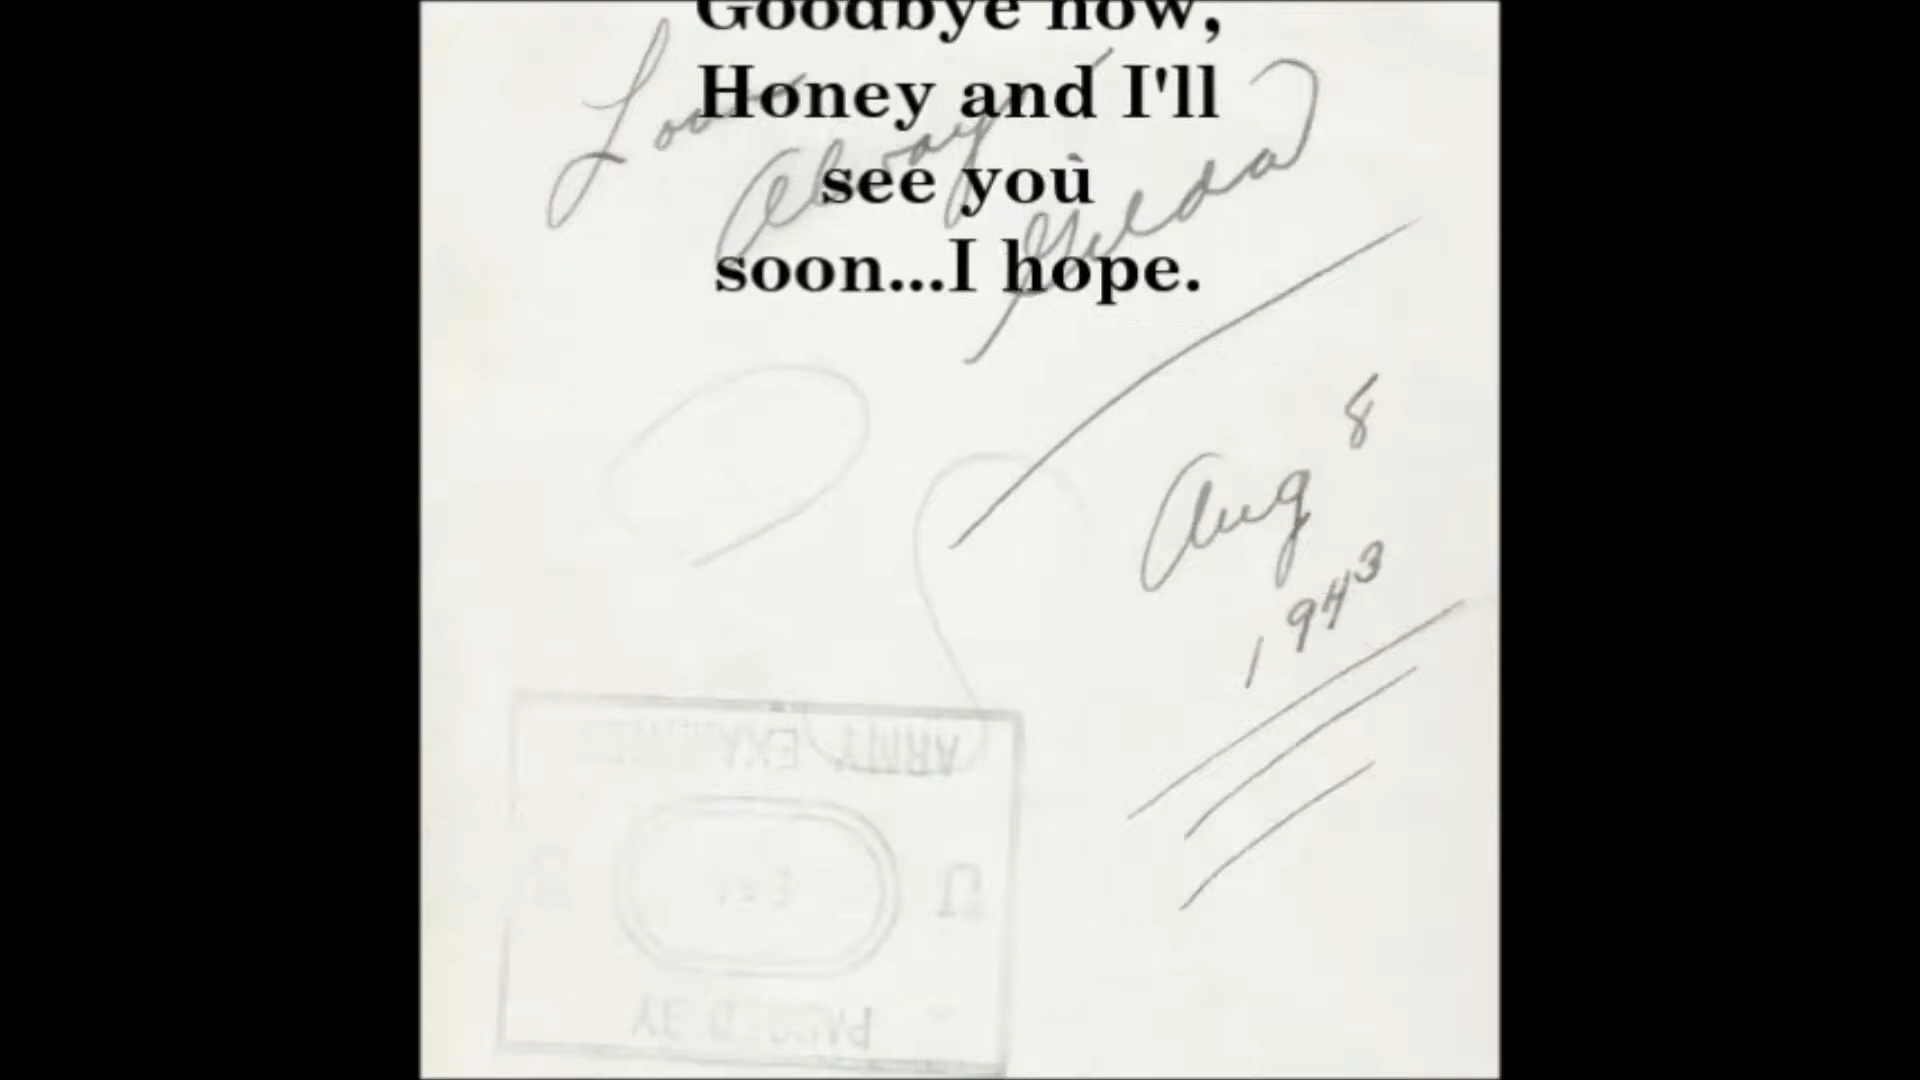 Goodbye now,
Honey and I'll
see you
soon...I hope.
Love
Always
Aug 8
1943
ARMY EXAMINER
PASSED BY